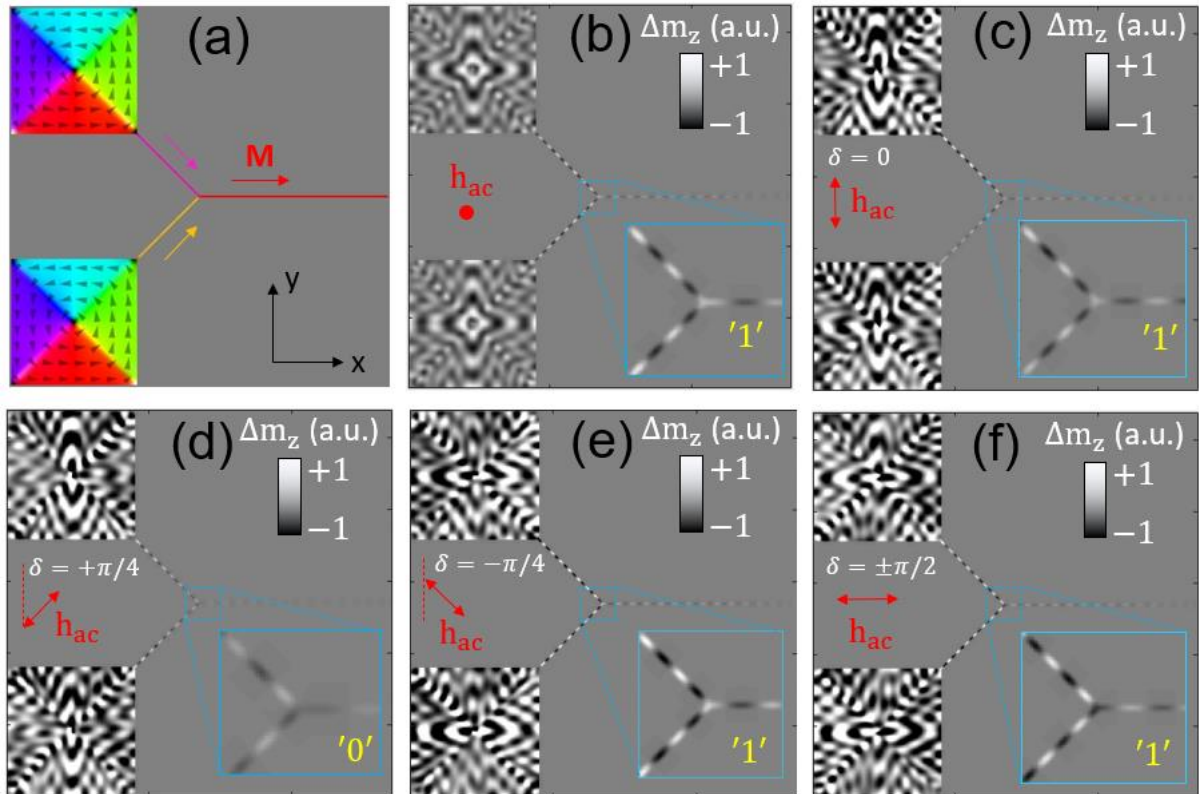 (a)
M
y
x
(b)
Δm_z (a.u.)
+1
−1
h_ac
'1'
(c)
Δm_z (a.u.)
+1
−1
δ = 0
h_ac
'1'
(d)
Δm_z (a.u.)
+1
−1
δ = +π/4
h_ac
'0'
(e)
Δm_z (a.u.)
+1
−1
δ = −π/4
h_ac
'1'
(f)
Δm_z (a.u.)
+1
−1
δ = ±π/2
h_ac
'1'